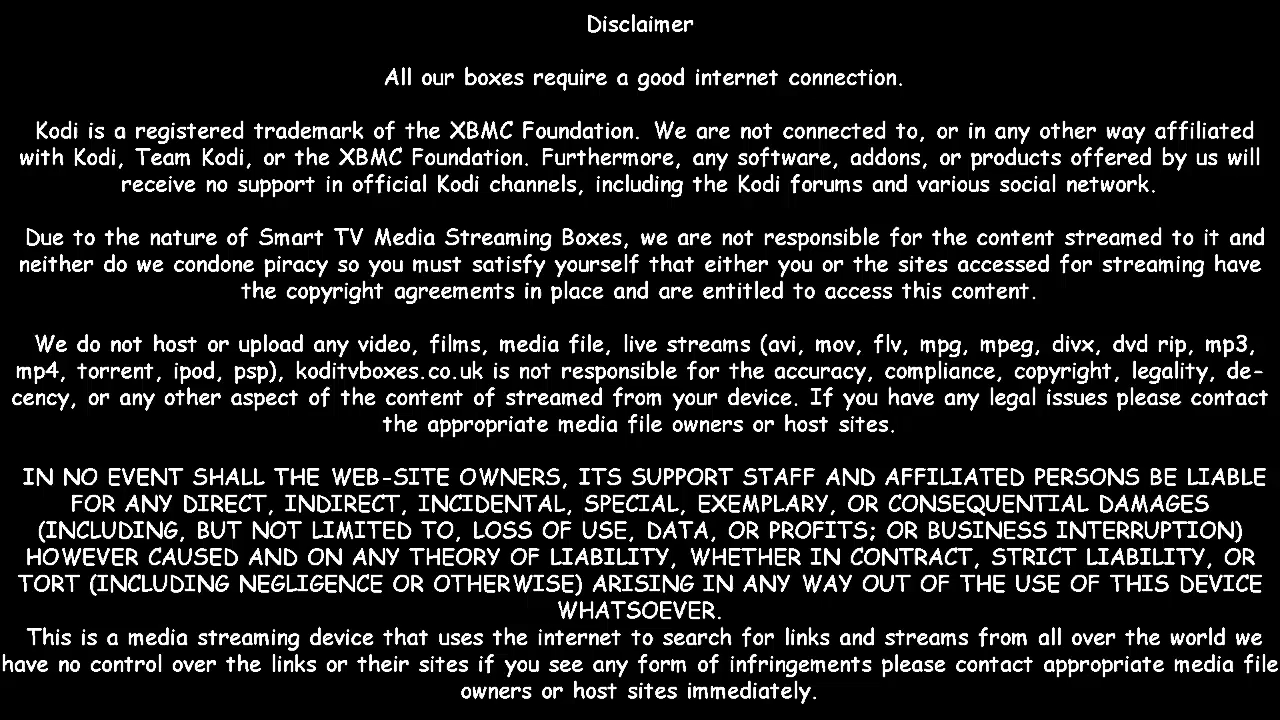 Disclaimer
All our boxes require a good internet connection.
Kodi is a registered trademark of the XBMC Foundation. We are not connected to, or in any other way affiliated
with Kodi, Team Kodi, or the XBMC Foundation. Furthermore, any software, addons, or products offered by us will
receive no support in official Kodi channels, including the Kodi forums and various social network.
Due to the nature of Smart TV Media Streaming Boxes, we are not responsible for the content streamed to it and
neither do we condone piracy so you must satisfy yourself that either you or the sites accessed for streaming have
the copyright agreements in place and are entitled to access this content.
We do not host or upload any video, films, media file, live streams (avi, mov, flv, mpg, mpeg, divx, dvd rip, mp3,
mp4, torrent, ipod, psp), koditvboxes.co.uk is not responsible for the accuracy, compliance, copyright, legality, de-
cency, or any other aspect of the content of streamed from your device. If you have any legal issues please contact
the appropriate media file owners or host sites.
IN NO EVENT SHALL THE WEB-SITE OWNERS, ITS SUPPORT STAFF AND AFFILIATED PERSONS BE LIABLE
FOR ANY DIRECT, INDIRECT, INCIDENTAL, SPECIAL, EXEMPLARY, OR CONSEQUENTIAL DAMAGES
(INCLUDING, BUT NOT LIMITED TO, LOSS OF USE, DATA, OR PROFITS; OR BUSINESS INTERRUPTION)
HOWEVER CAUSED AND ON ANY THEORY OF LIABILITY, WHETHER IN CONTRACT, STRICT LIABILITY, OR
TORT (INCLUDING NEGLIGENCE OR OTHERWISE) ARISING IN ANY WAY OUT OF THE USE OF THIS DEVICE
WHATSOEVER.
This is a media streaming device that uses the internet to search for links and streams from all over the world we
have no control over the links or their sites if you see any form of infringements please contact appropriate media file
owners or host sites immediately.